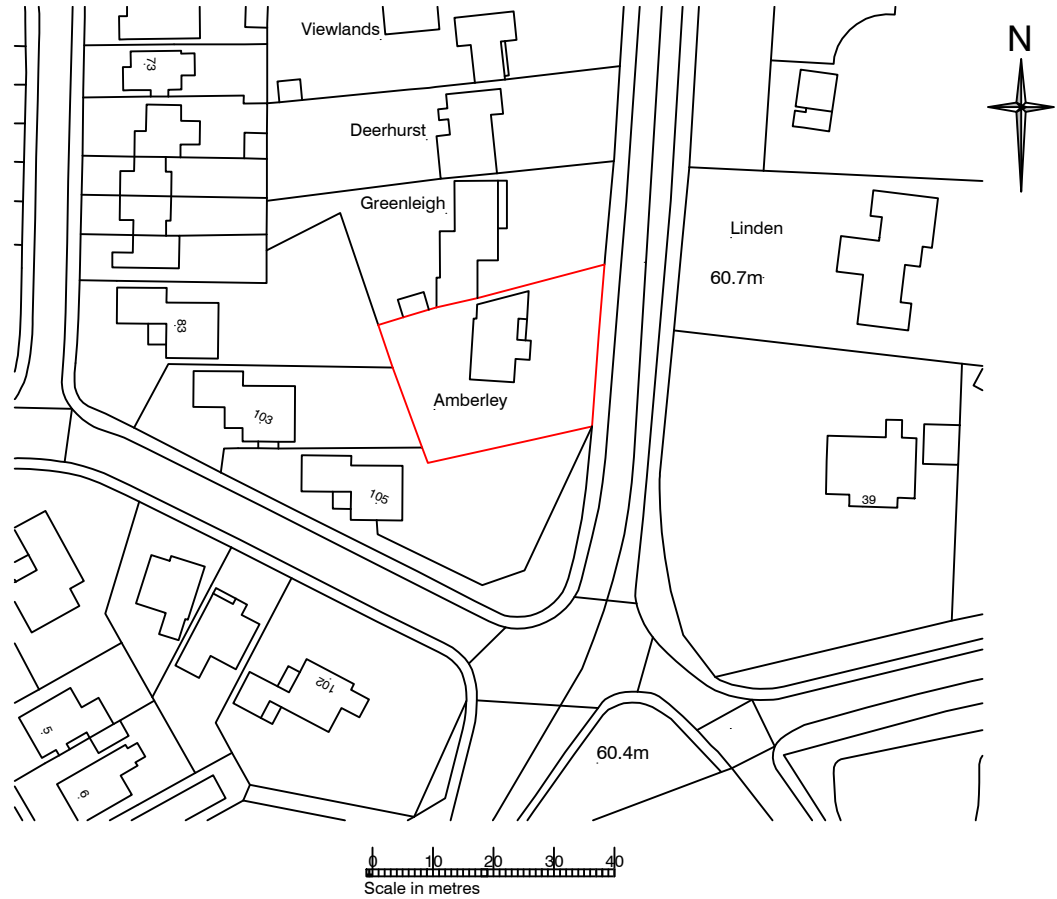 Viewlands
N
73
Deerhurst
Greenleigh
Linden
60.7m
83
Amberley
103
105
39
102
5
6
60.4m
0 10 20 30 40
Scale in metres